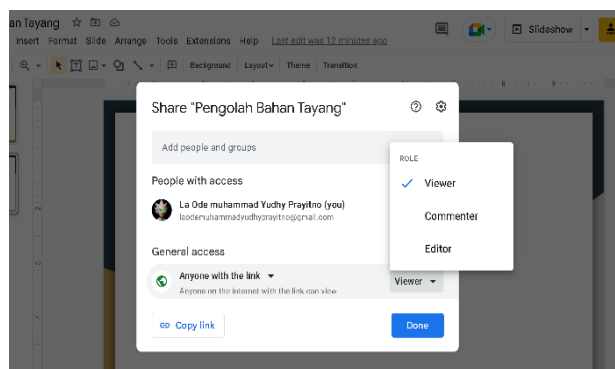 an Tayang
Insert Format Slide Arrange Tools Extensions Help Last edit was 12 minutes ago
Slideshow
Background Layout Theme Transition
Share "Pengolah Bahan Tayang"
Add people and groups
ROLE
Viewer
Commenter
Editor
People with access
La Ode muhammad Yudhy Prayitno (you)
laodemuhammadyudhyprayitno@gmail.com
General access
Anyone with the link
Anyone on the internet with the link can view
Viewer
Copy link
Done